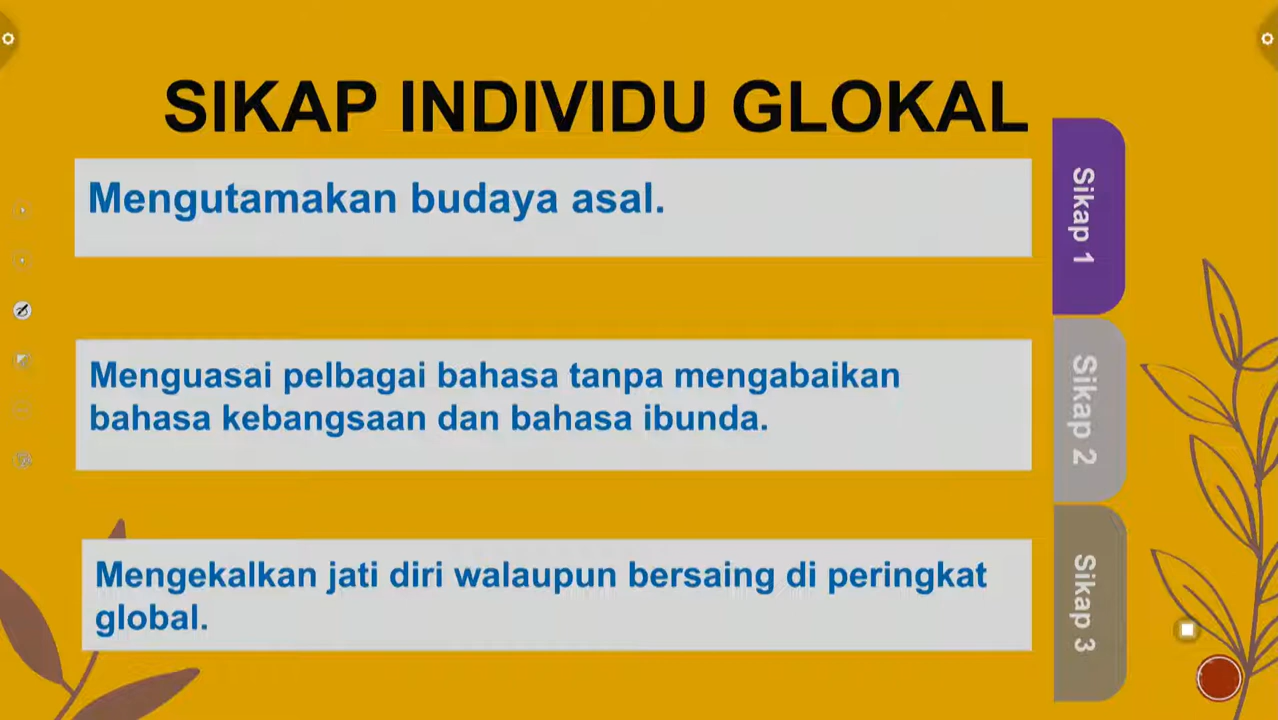 SIKAP INDIVIDU GLOKAL
Mengutamakan budaya asal.
Sikap 1
Menguasai pelbagai bahasa tanpa mengabaikan
bahasa kebangsaan dan bahasa ibunda.
Sikap 2
Mengekalkan jati diri walaupun bersaing di peringkat
global.
Sikap 3